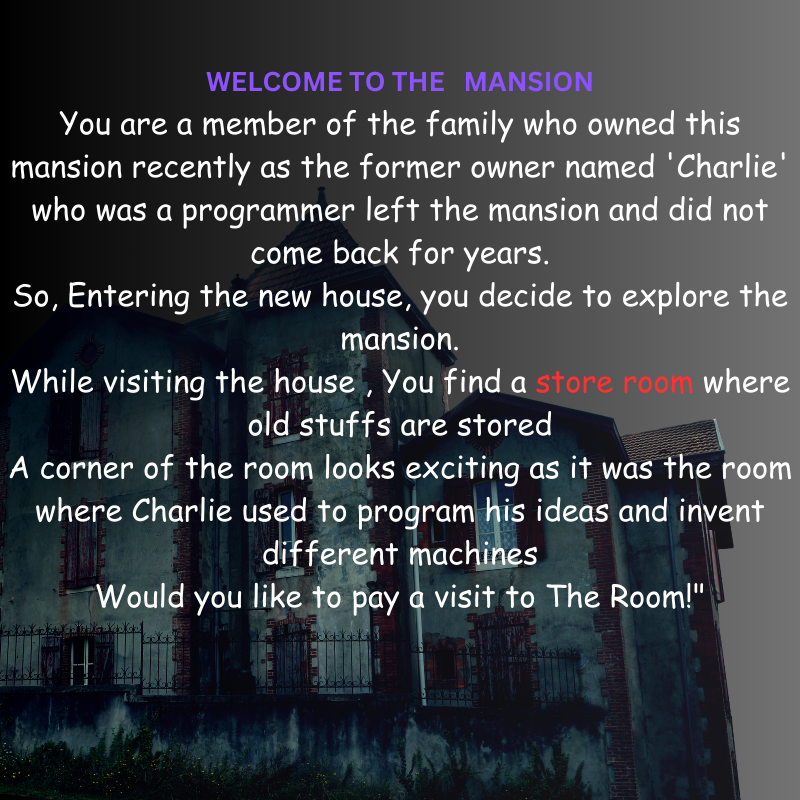 WELCOME TO THE MANSION
You are a member of the family who owned this
mansion recently as the former owner named 'Charlie'
who was a programmer left the mansion and did not
come back for years.
So, Entering the new house, you decide to explore the
mansion.
While visiting the house , You find a store room where
old stuffs are stored
A corner of the room looks exciting as it was the room
where Charlie used to program his ideas and invent
different machines
Would you like to pay a visit to The Room!"